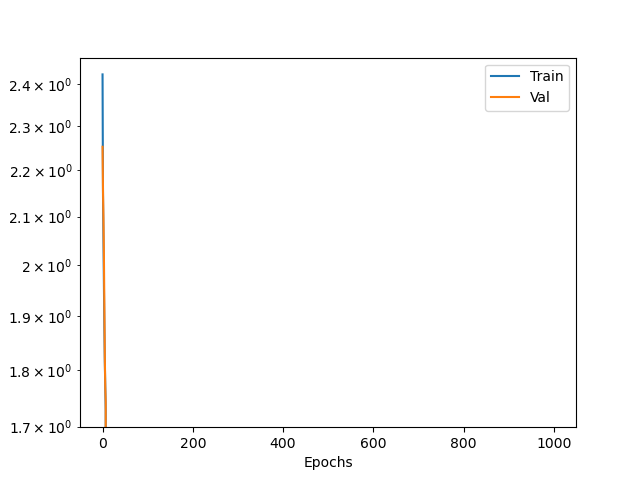 2.4 × 10⁰
2.3 × 10⁰
2.2 × 10⁰
2.1 × 10⁰
2 × 10⁰
1.9 × 10⁰
1.8 × 10⁰
1.7 × 10⁰
0 200 400 600 800 1000
Epochs
Train
Val